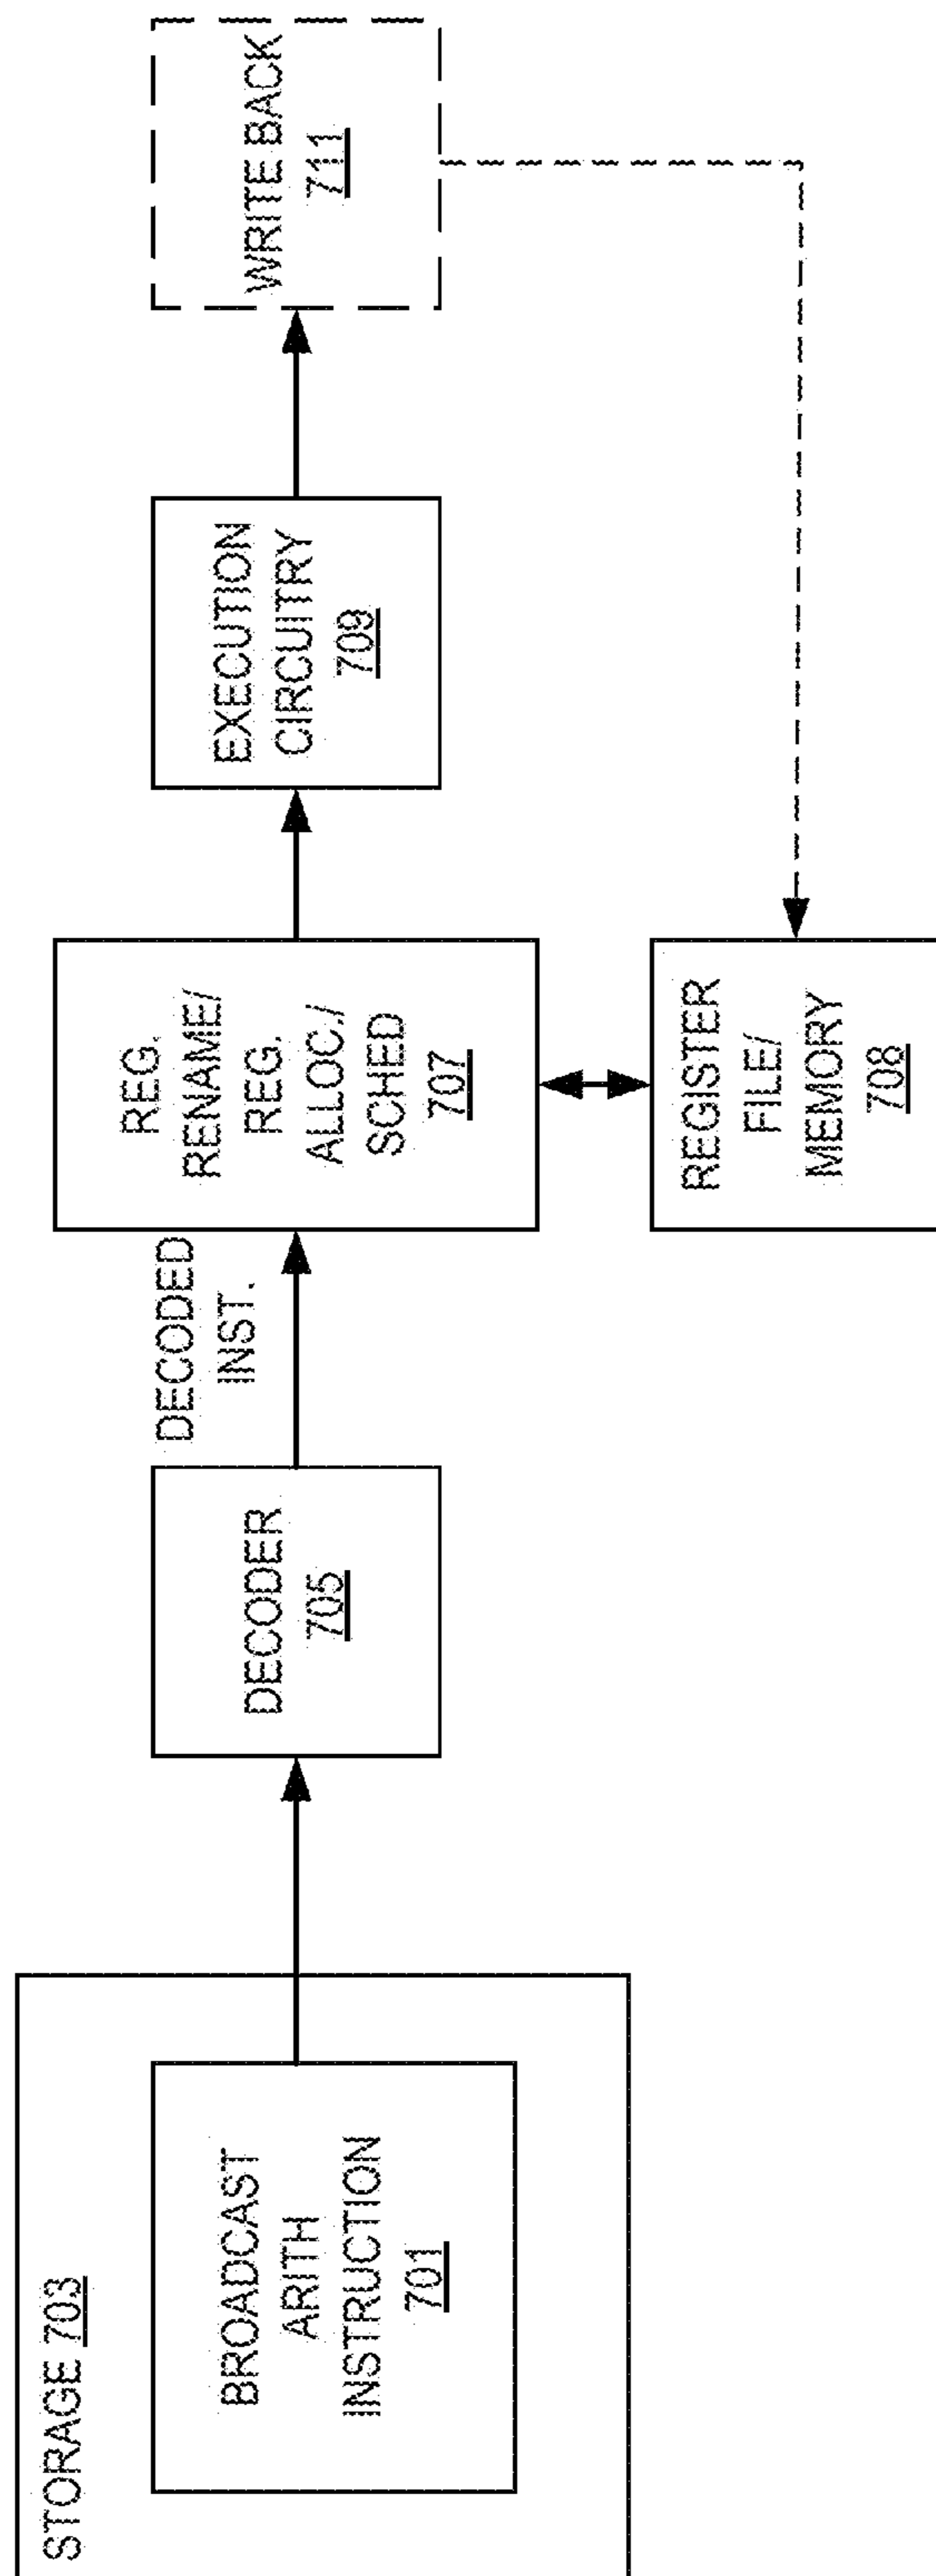 STORAGE 703
BROADCAST
ARITH
INSTRUCTION
701
DECODER
705
DECODED
INST.
REG.
RENAME/
REG.
ALLOC./
SCHED
707
REGISTER
FILE/
MEMORY
708
EXECUTION
CIRCUITRY
709
WRITE BACK
711